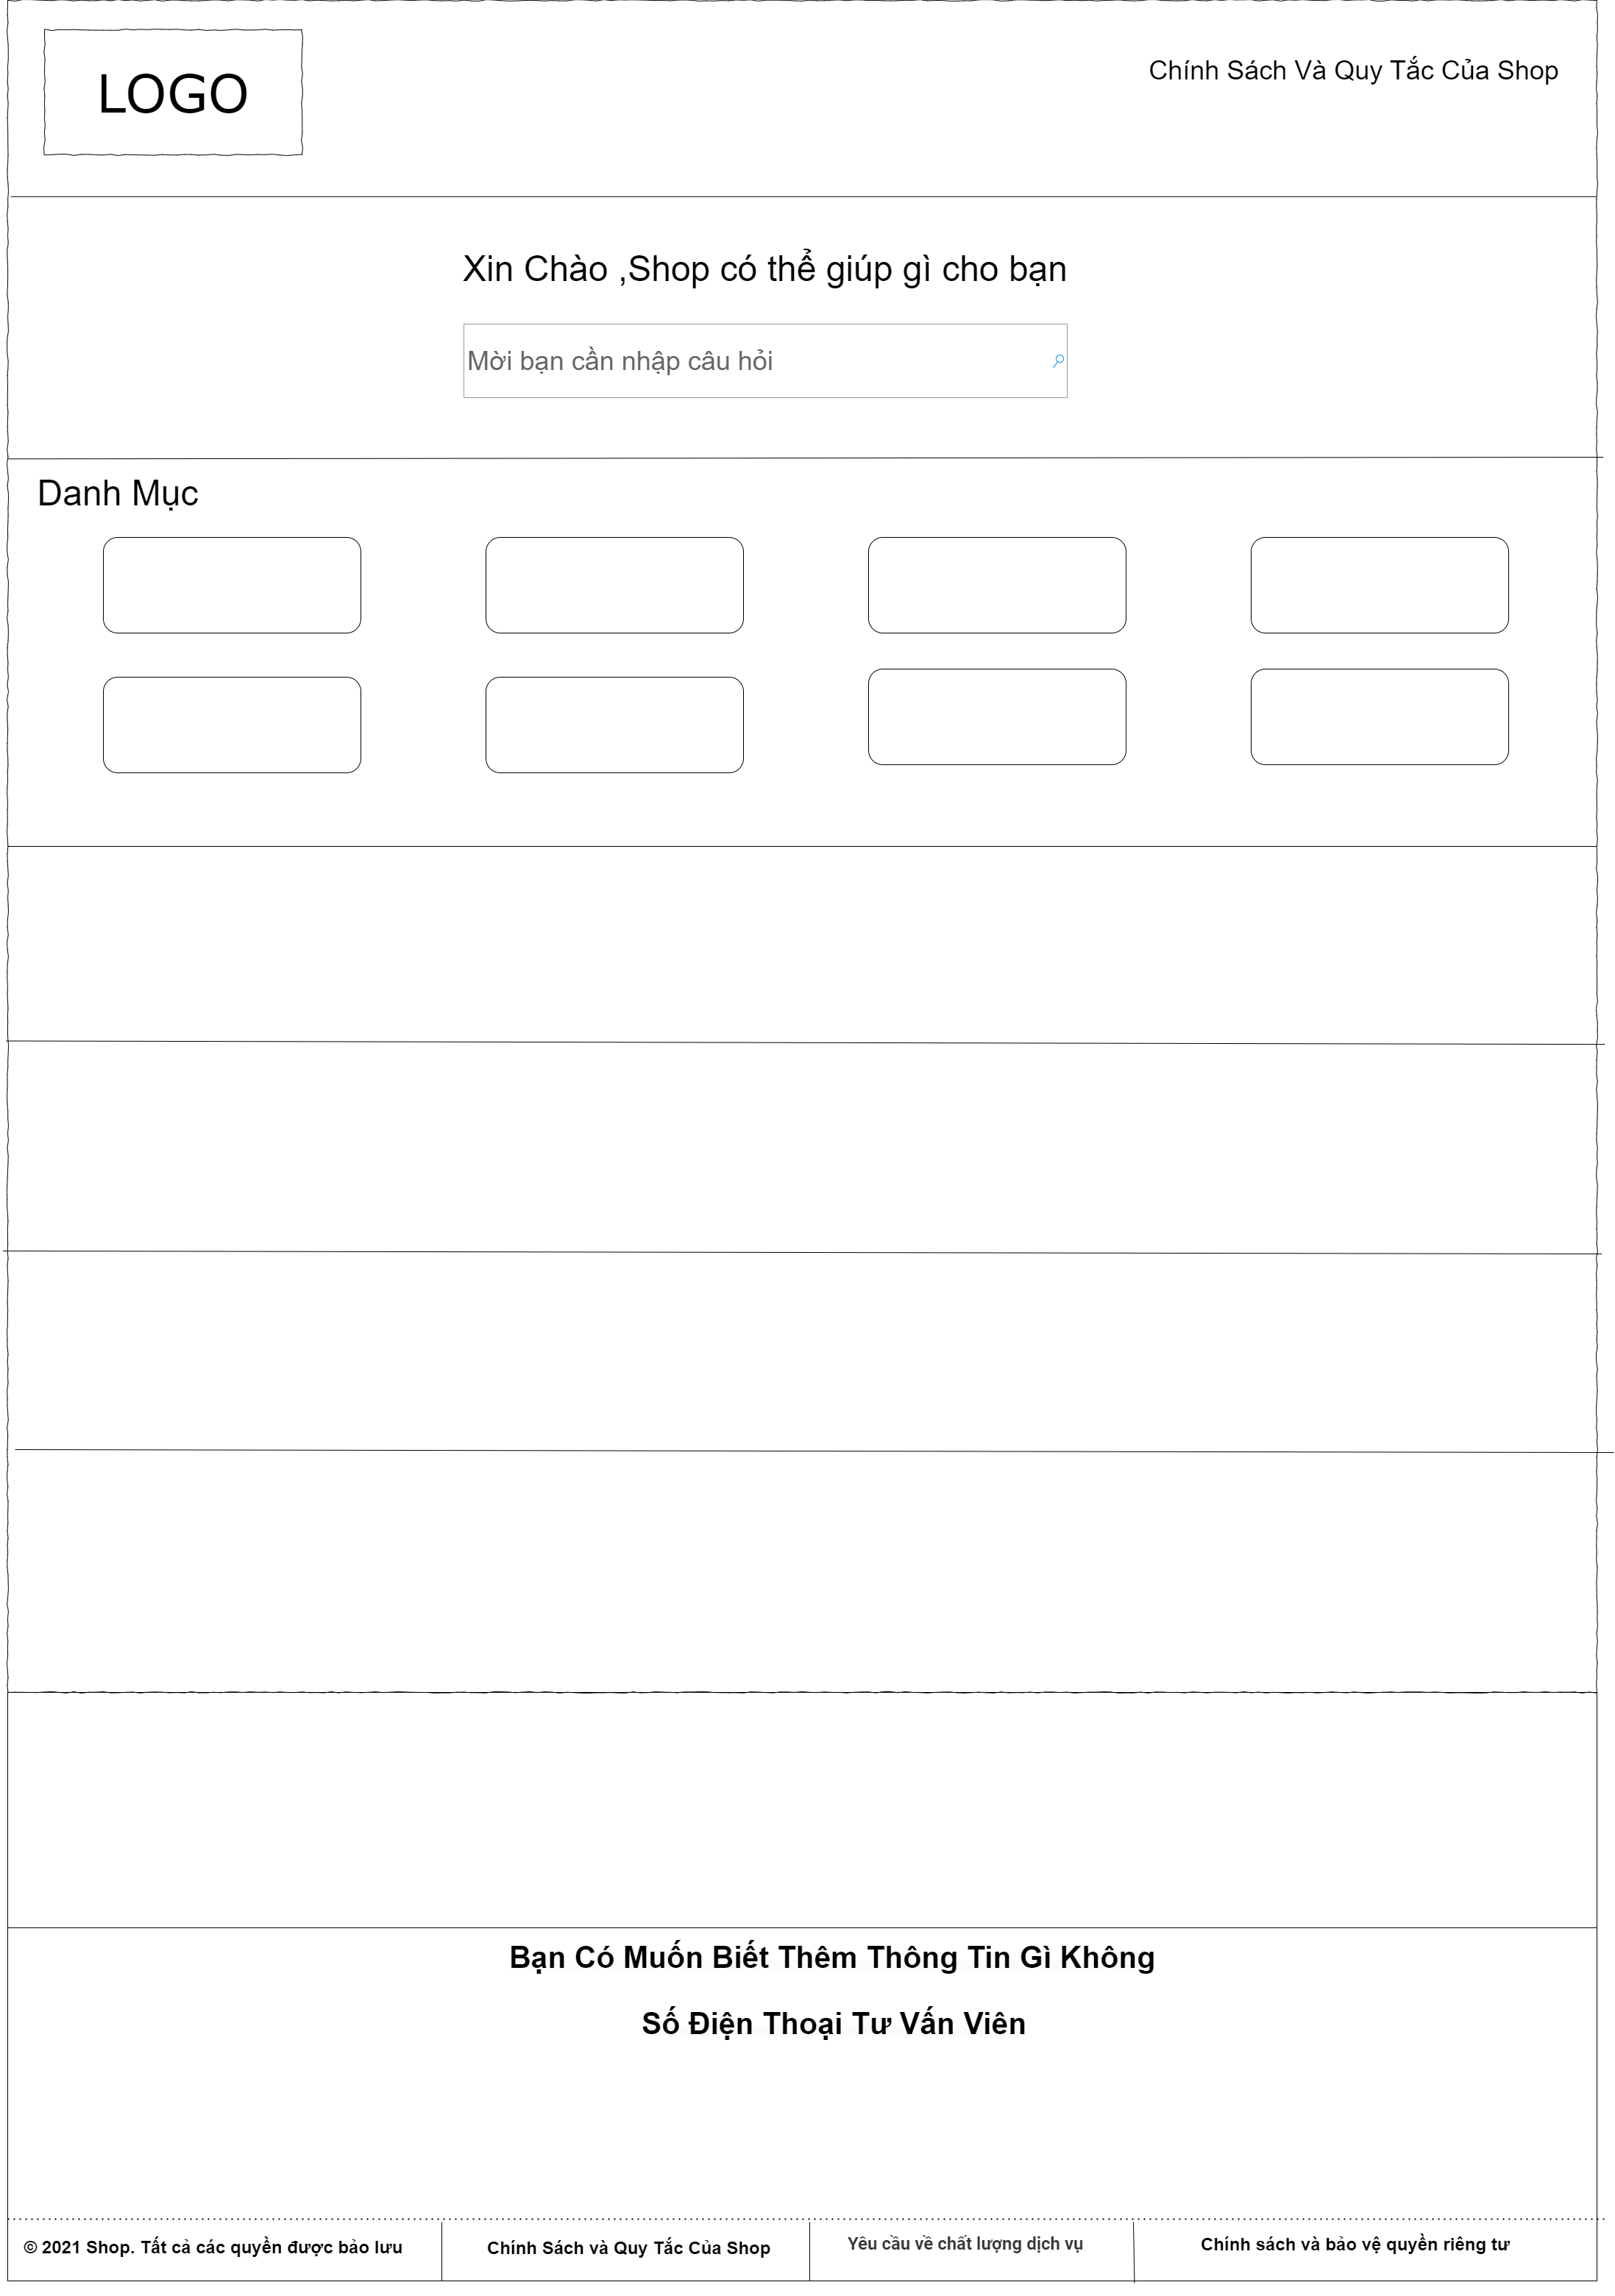 LOGO
Chính Sách Và Quy Tắc Của Shop
Xin Chào ,Shop có thể giúp gì cho bạn
Mời bạn cần nhập câu hỏi
Danh Mục
Bạn Có Muốn Biết Thêm Thông Tin Gì Không
Số Điện Thoại Tư Vấn Viên
© 2021 Shop. Tất cả các quyền được bảo lưu
Chính Sách và Quy Tắc Của Shop
Yêu cầu về chất lượng dịch vụ
Chính sách và bảo vệ quyền riêng tư